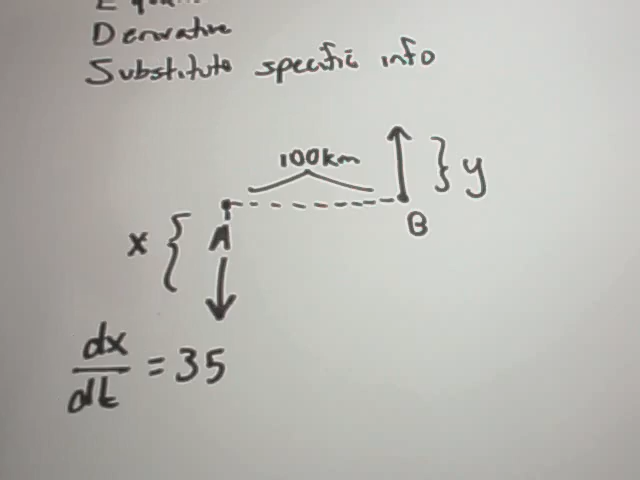 Derivative
Substitute specific info
100km
y
B
x
A
dx
dt
= 35